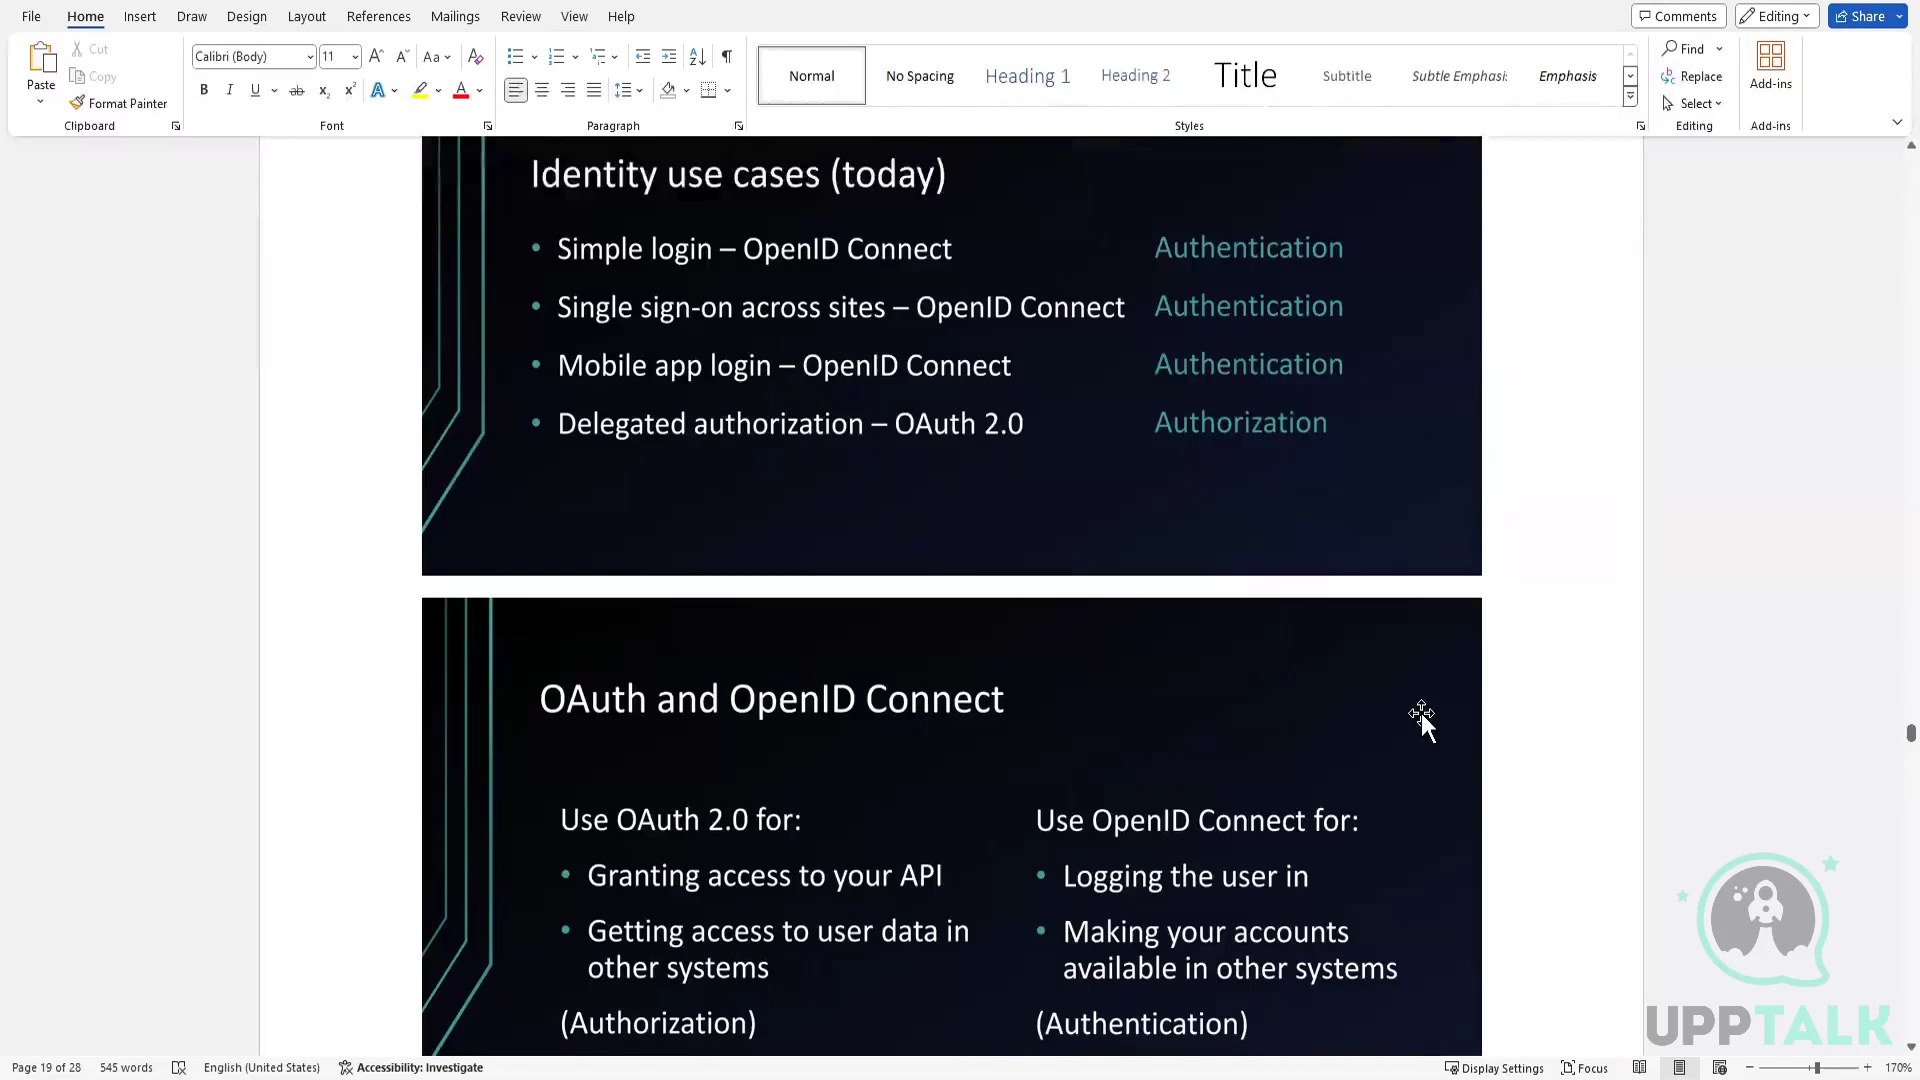 File Home Insert Draw Design Layout References Mailings Review View Help Comments Editing Share
Paste
Cut
Copy
Format Painter
Clipboard
Calibri (Body) 11
Aa
B I U ab x₂ x² A A
Font
Paragraph
Normal No Spacing Heading 1 Heading 2 Title Subtitle Subtle Emphasis Emphasis
Styles
Find
Replace
Select
Editing
Add-ins
Add-ins
Identity use cases (today)
• Simple login – OpenID Connect Authentication
• Single sign-on across sites – OpenID Connect Authentication
• Mobile app login – OpenID Connect Authentication
• Delegated authorization – OAuth 2.0 Authorization
OAuth and OpenID Connect
Use OAuth 2.0 for:
• Granting access to your API
• Getting access to user data in
other systems
(Authorization)
Use OpenID Connect for:
• Logging the user in
• Making your accounts
available in other systems
(Authentication)
UPPTALK
Page 19 of 28 545 words English (United States) Accessibility: Investigate Display Settings Focus 170%